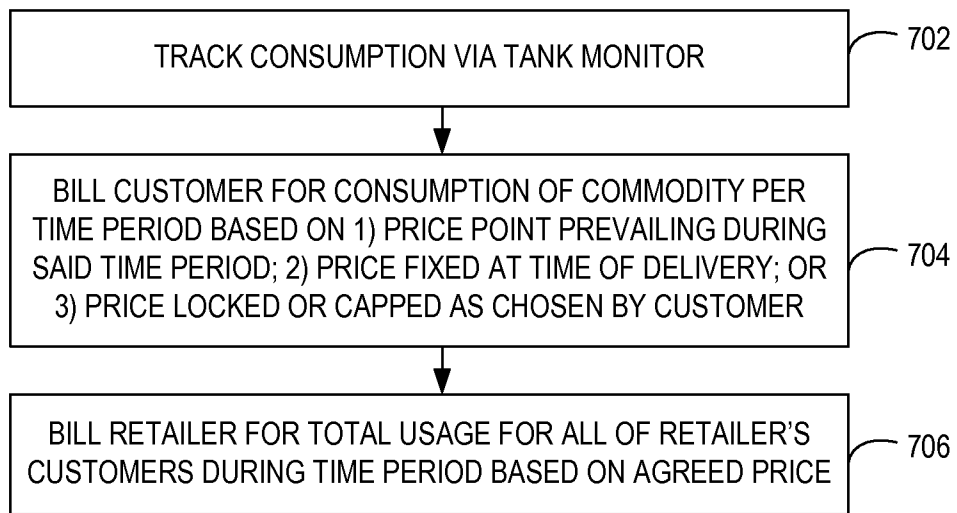 TRACK CONSUMPTION VIA TANK MONITOR
702
BILL CUSTOMER FOR CONSUMPTION OF COMMODITY PER
TIME PERIOD BASED ON 1) PRICE POINT PREVAILING DURING
SAID TIME PERIOD; 2) PRICE FIXED AT TIME OF DELIVERY; OR
3) PRICE LOCKED OR CAPPED AS CHOSEN BY CUSTOMER
704
BILL RETAILER FOR TOTAL USAGE FOR ALL OF RETAILER'S
CUSTOMERS DURING TIME PERIOD BASED ON AGREED PRICE
706